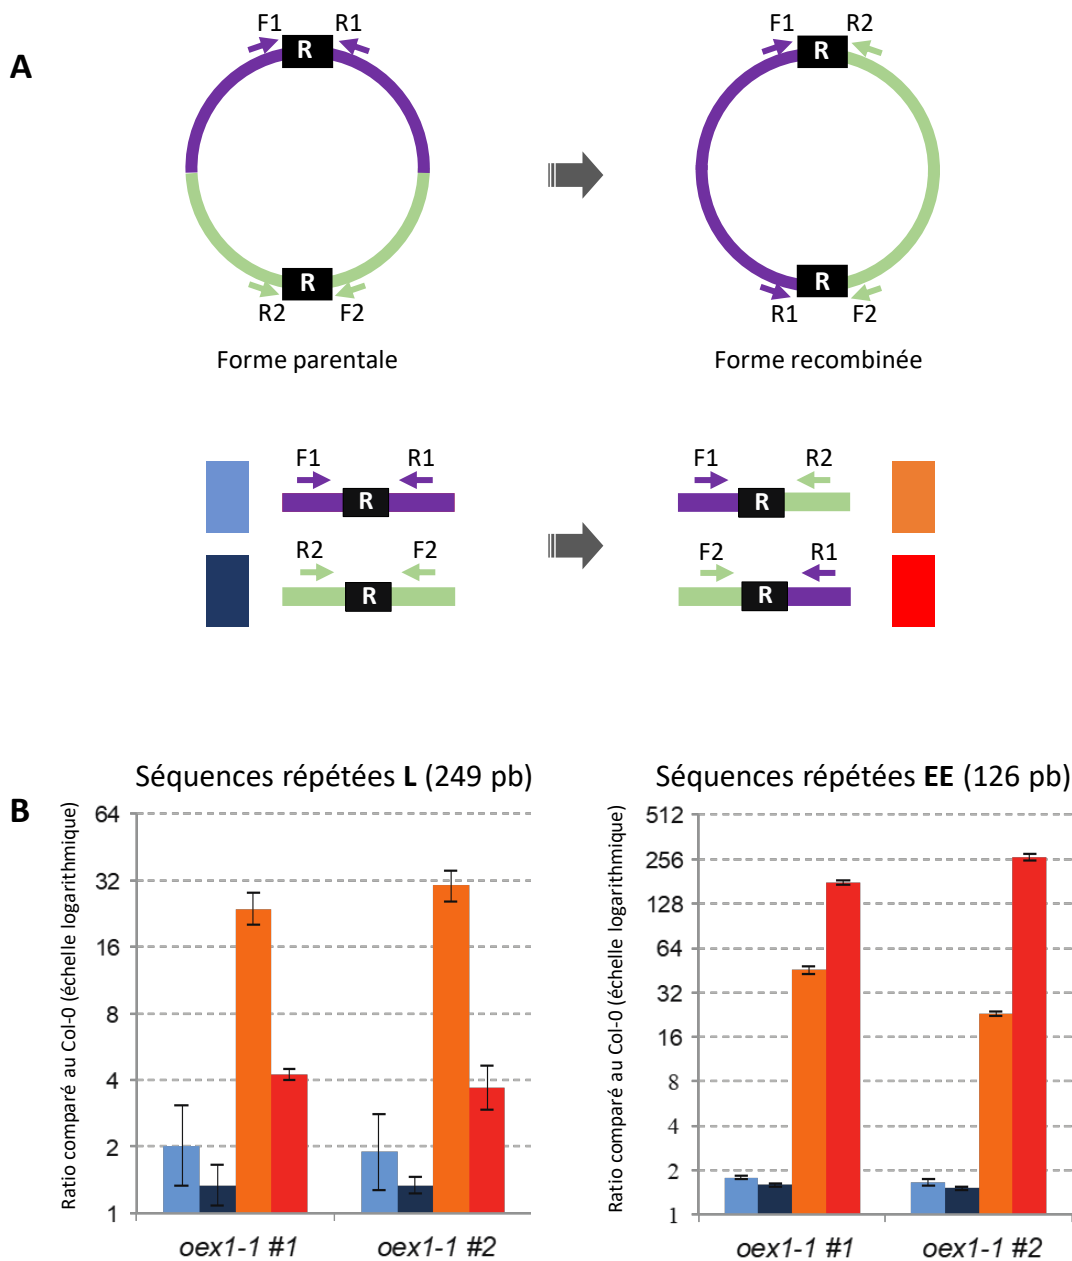 A
F1 R1
R
R
R2 F2
Forme parentale
F1 R2
R
R
R1 F2
Forme recombinée
F1 R1
R
R2 F2
R
F1 R2
R
F2 R1
R
B
Séquences répétées L (249 pb)
Ratio comparé au Col-0 (échelle logarithmique)
64
32
16
8
4
2
1
oex1-1 #1 oex1-1 #2
Séquences répétées EE (126 pb)
Ratio comparé au Col-0 (échelle logarithmique)
512
256
128
64
32
16
8
4
2
1
oex1-1 #1 oex1-1 #2